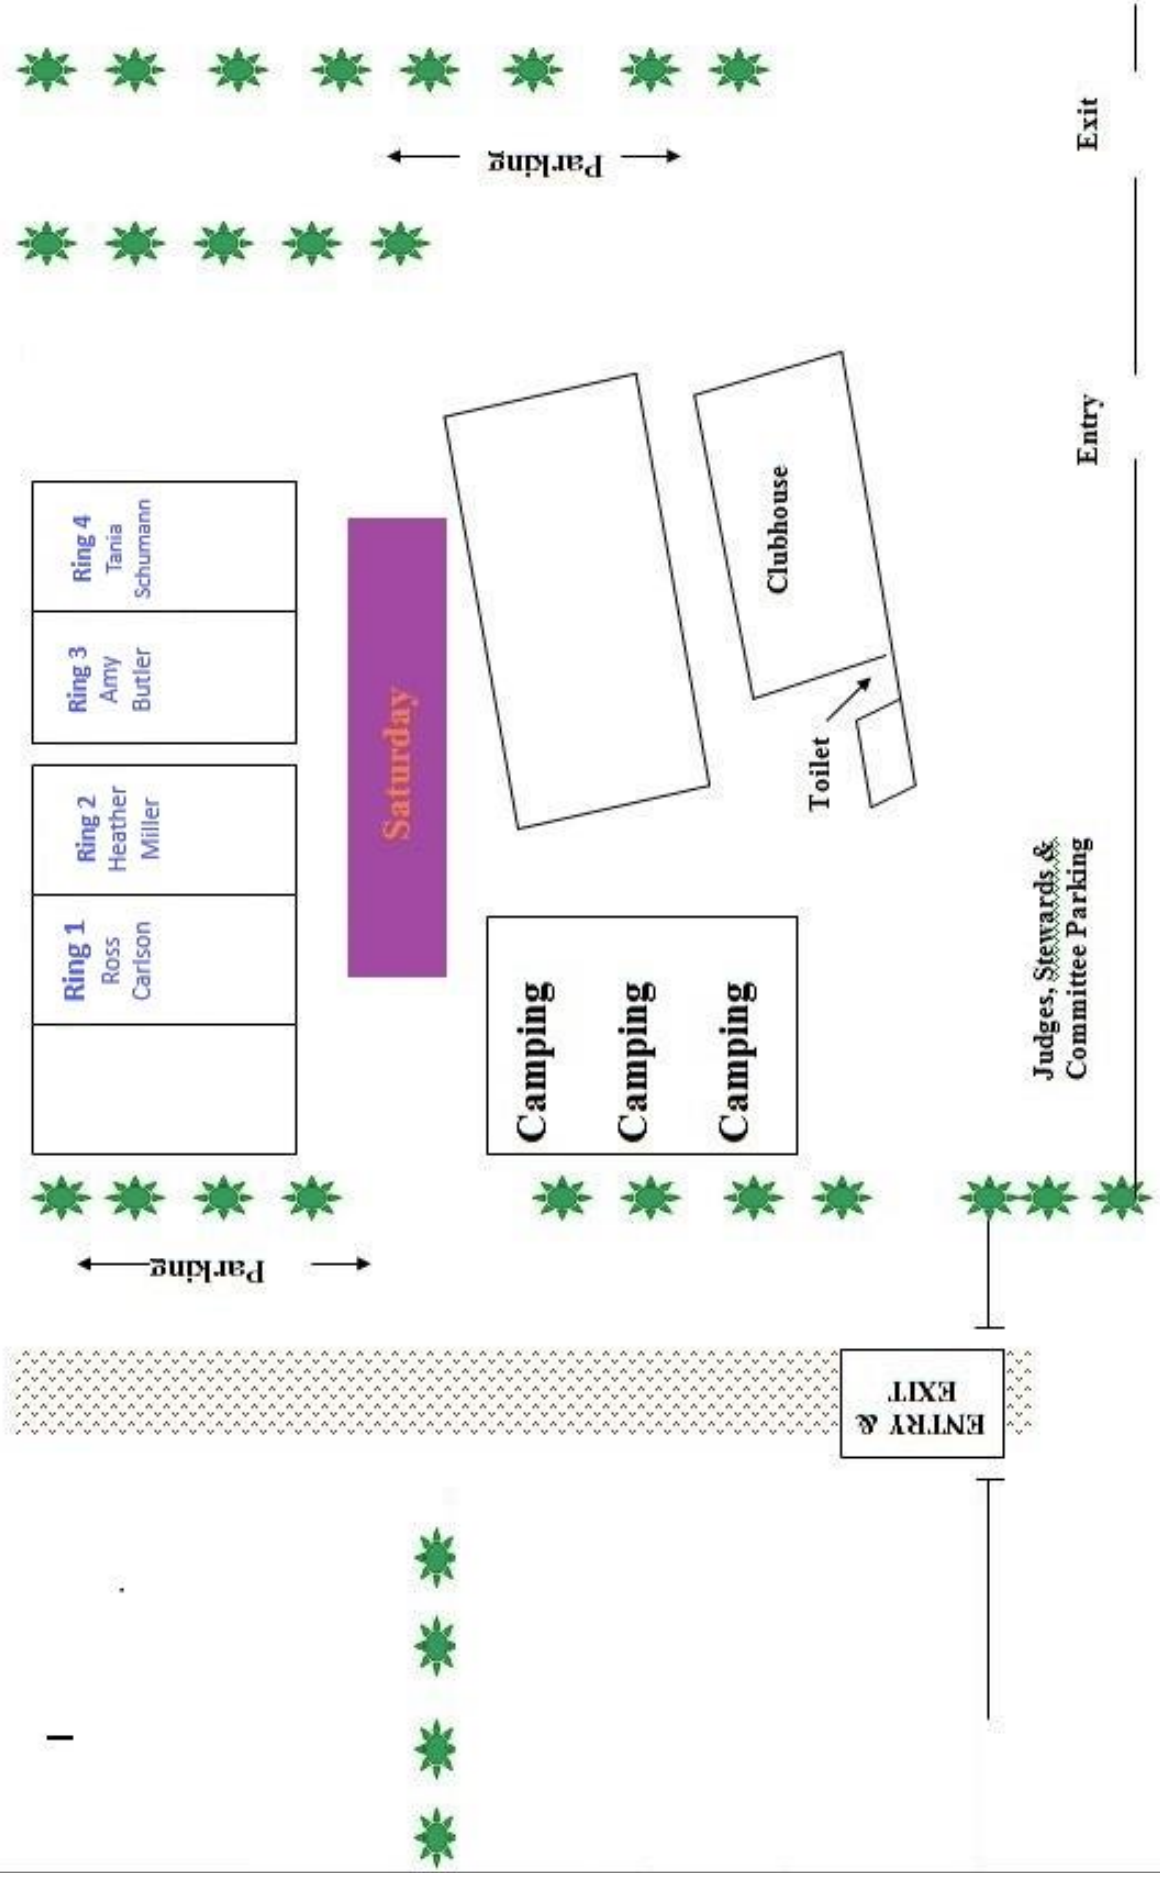 Ring 1
Ross
Carlson
Ring 2
Heather
Miller
Ring 3
Amy
Butler
Ring 4
Tania
Schumann
Saturday
Parking
Parking
Camping
Camping
Camping
Clubhouse
Toilet
ENTRY &
EXIT
Judges, Stewards &
Committee Parking
Entry
Exit